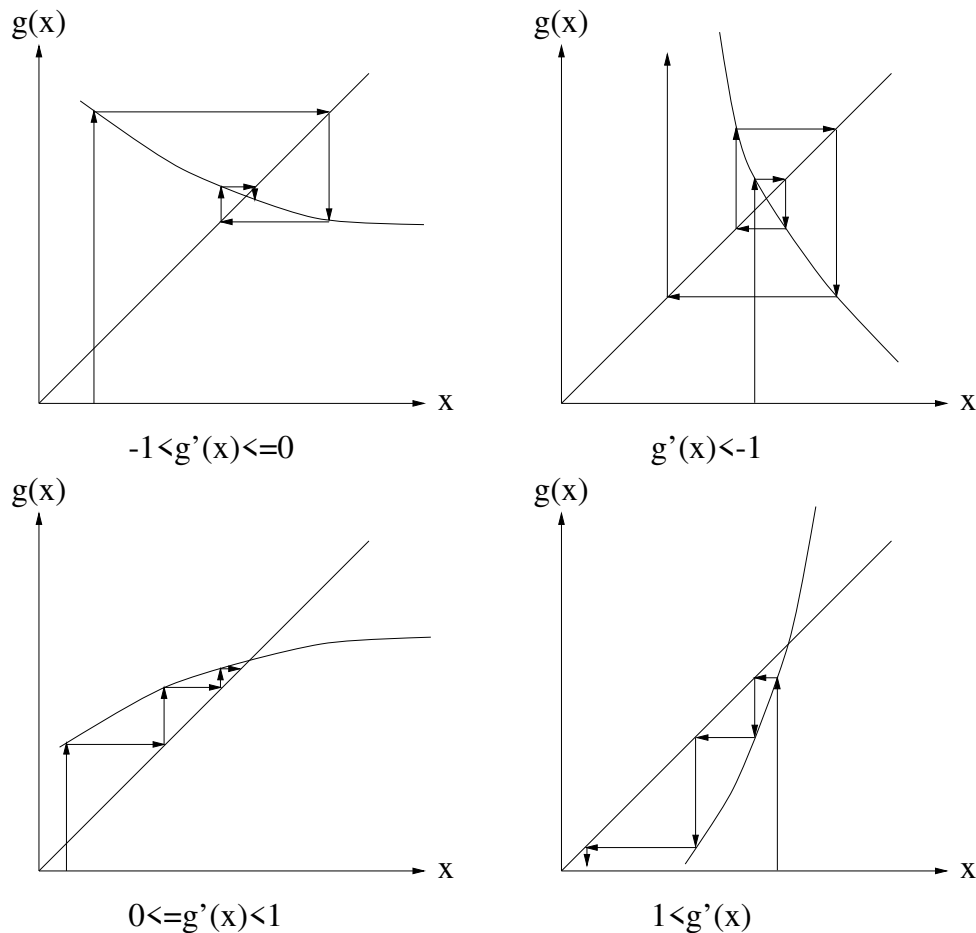 g(x)
g(x)
x
x
-1<g’(x)<=0
g’(x)<-1
g(x)
g(x)
x
x
0<=g’(x)<1
1<g’(x)